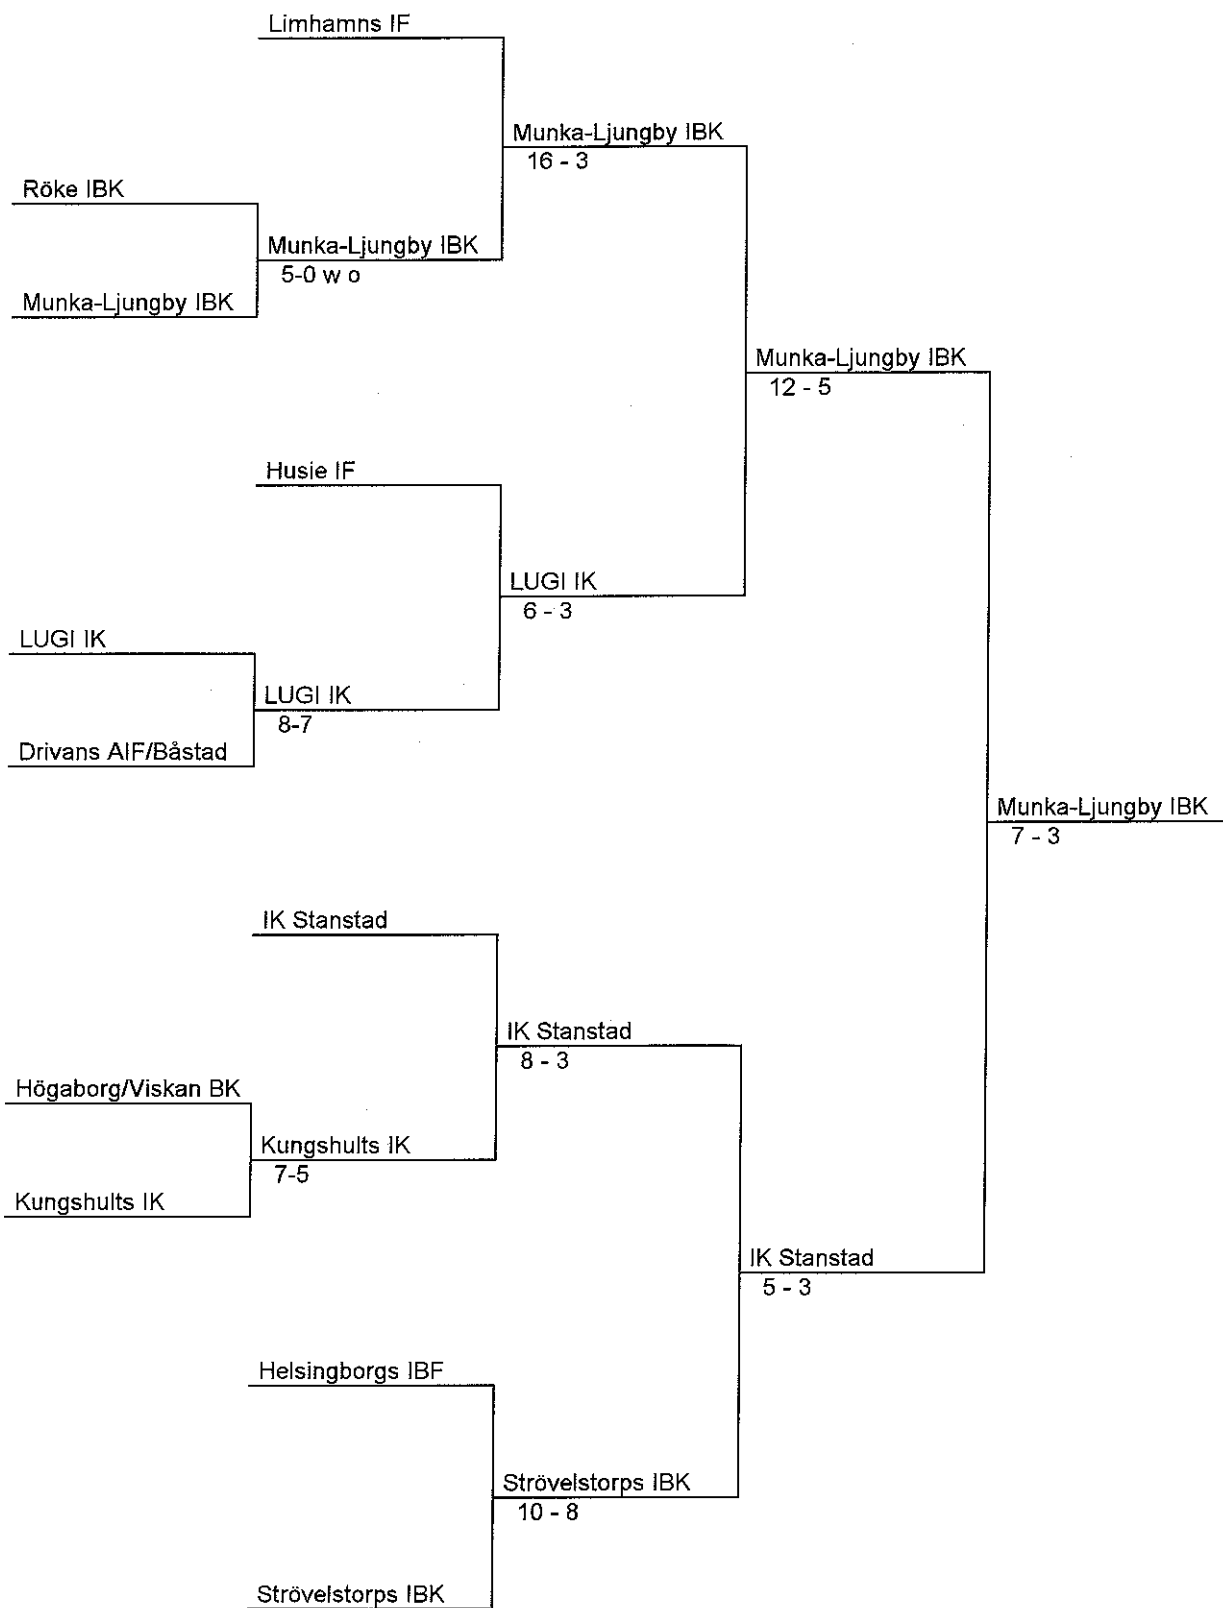 Limhamns IF
Munka-Ljungby IBK
16 - 3
Röke IBK
Munka-Ljungby IBK
5-0 w o
Munka-Ljungby IBK
Munka-Ljungby IBK
12 - 5
Husie IF
LUGI IK
6 - 3
LUGI IK
LUGI IK
8-7
Drivans AIF/Båstad
Munka-Ljungby IBK
7 - 3
IK Stanstad
IK Stanstad
8 - 3
Högaborg/Viskan BK
Kungshults IK
7-5
Kungshults IK
IK Stanstad
5 - 3
Helsingborgs IBF
Strövelstorps IBK
10 - 8
Strövelstorps IBK